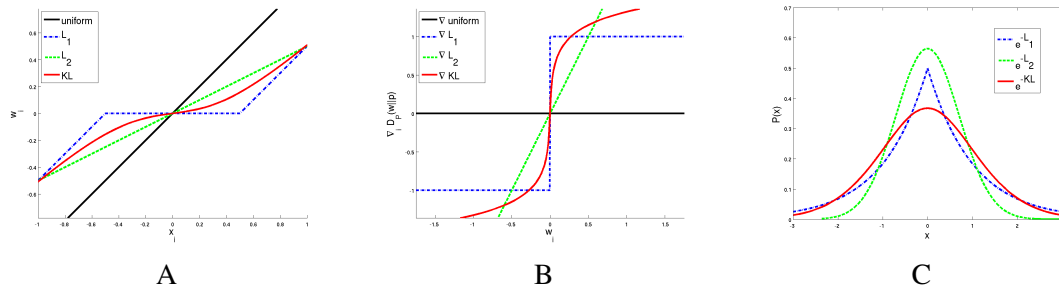 uniform
L1
L2
KL
wi
0.6
0.4
0.2
0
-0.2
-0.4
-0.6
-1 -0.8 -0.6 -0.4 -0.2 0 0.2 0.4 0.6 0.8 1
xi
A
∇ uniform
∇ L1
∇ L2
∇ KL
∇i DP(w||p)
1
0.5
0
-0.5
-1
-1.5 -1 -0.5 0 0.5 1 1.5
wi
B
e-L1
e-L2
e-KL
P(x)
0.7
0.6
0.5
0.4
0.3
0.2
0.1
0
-3 -2 -1 0 1 2
x
C